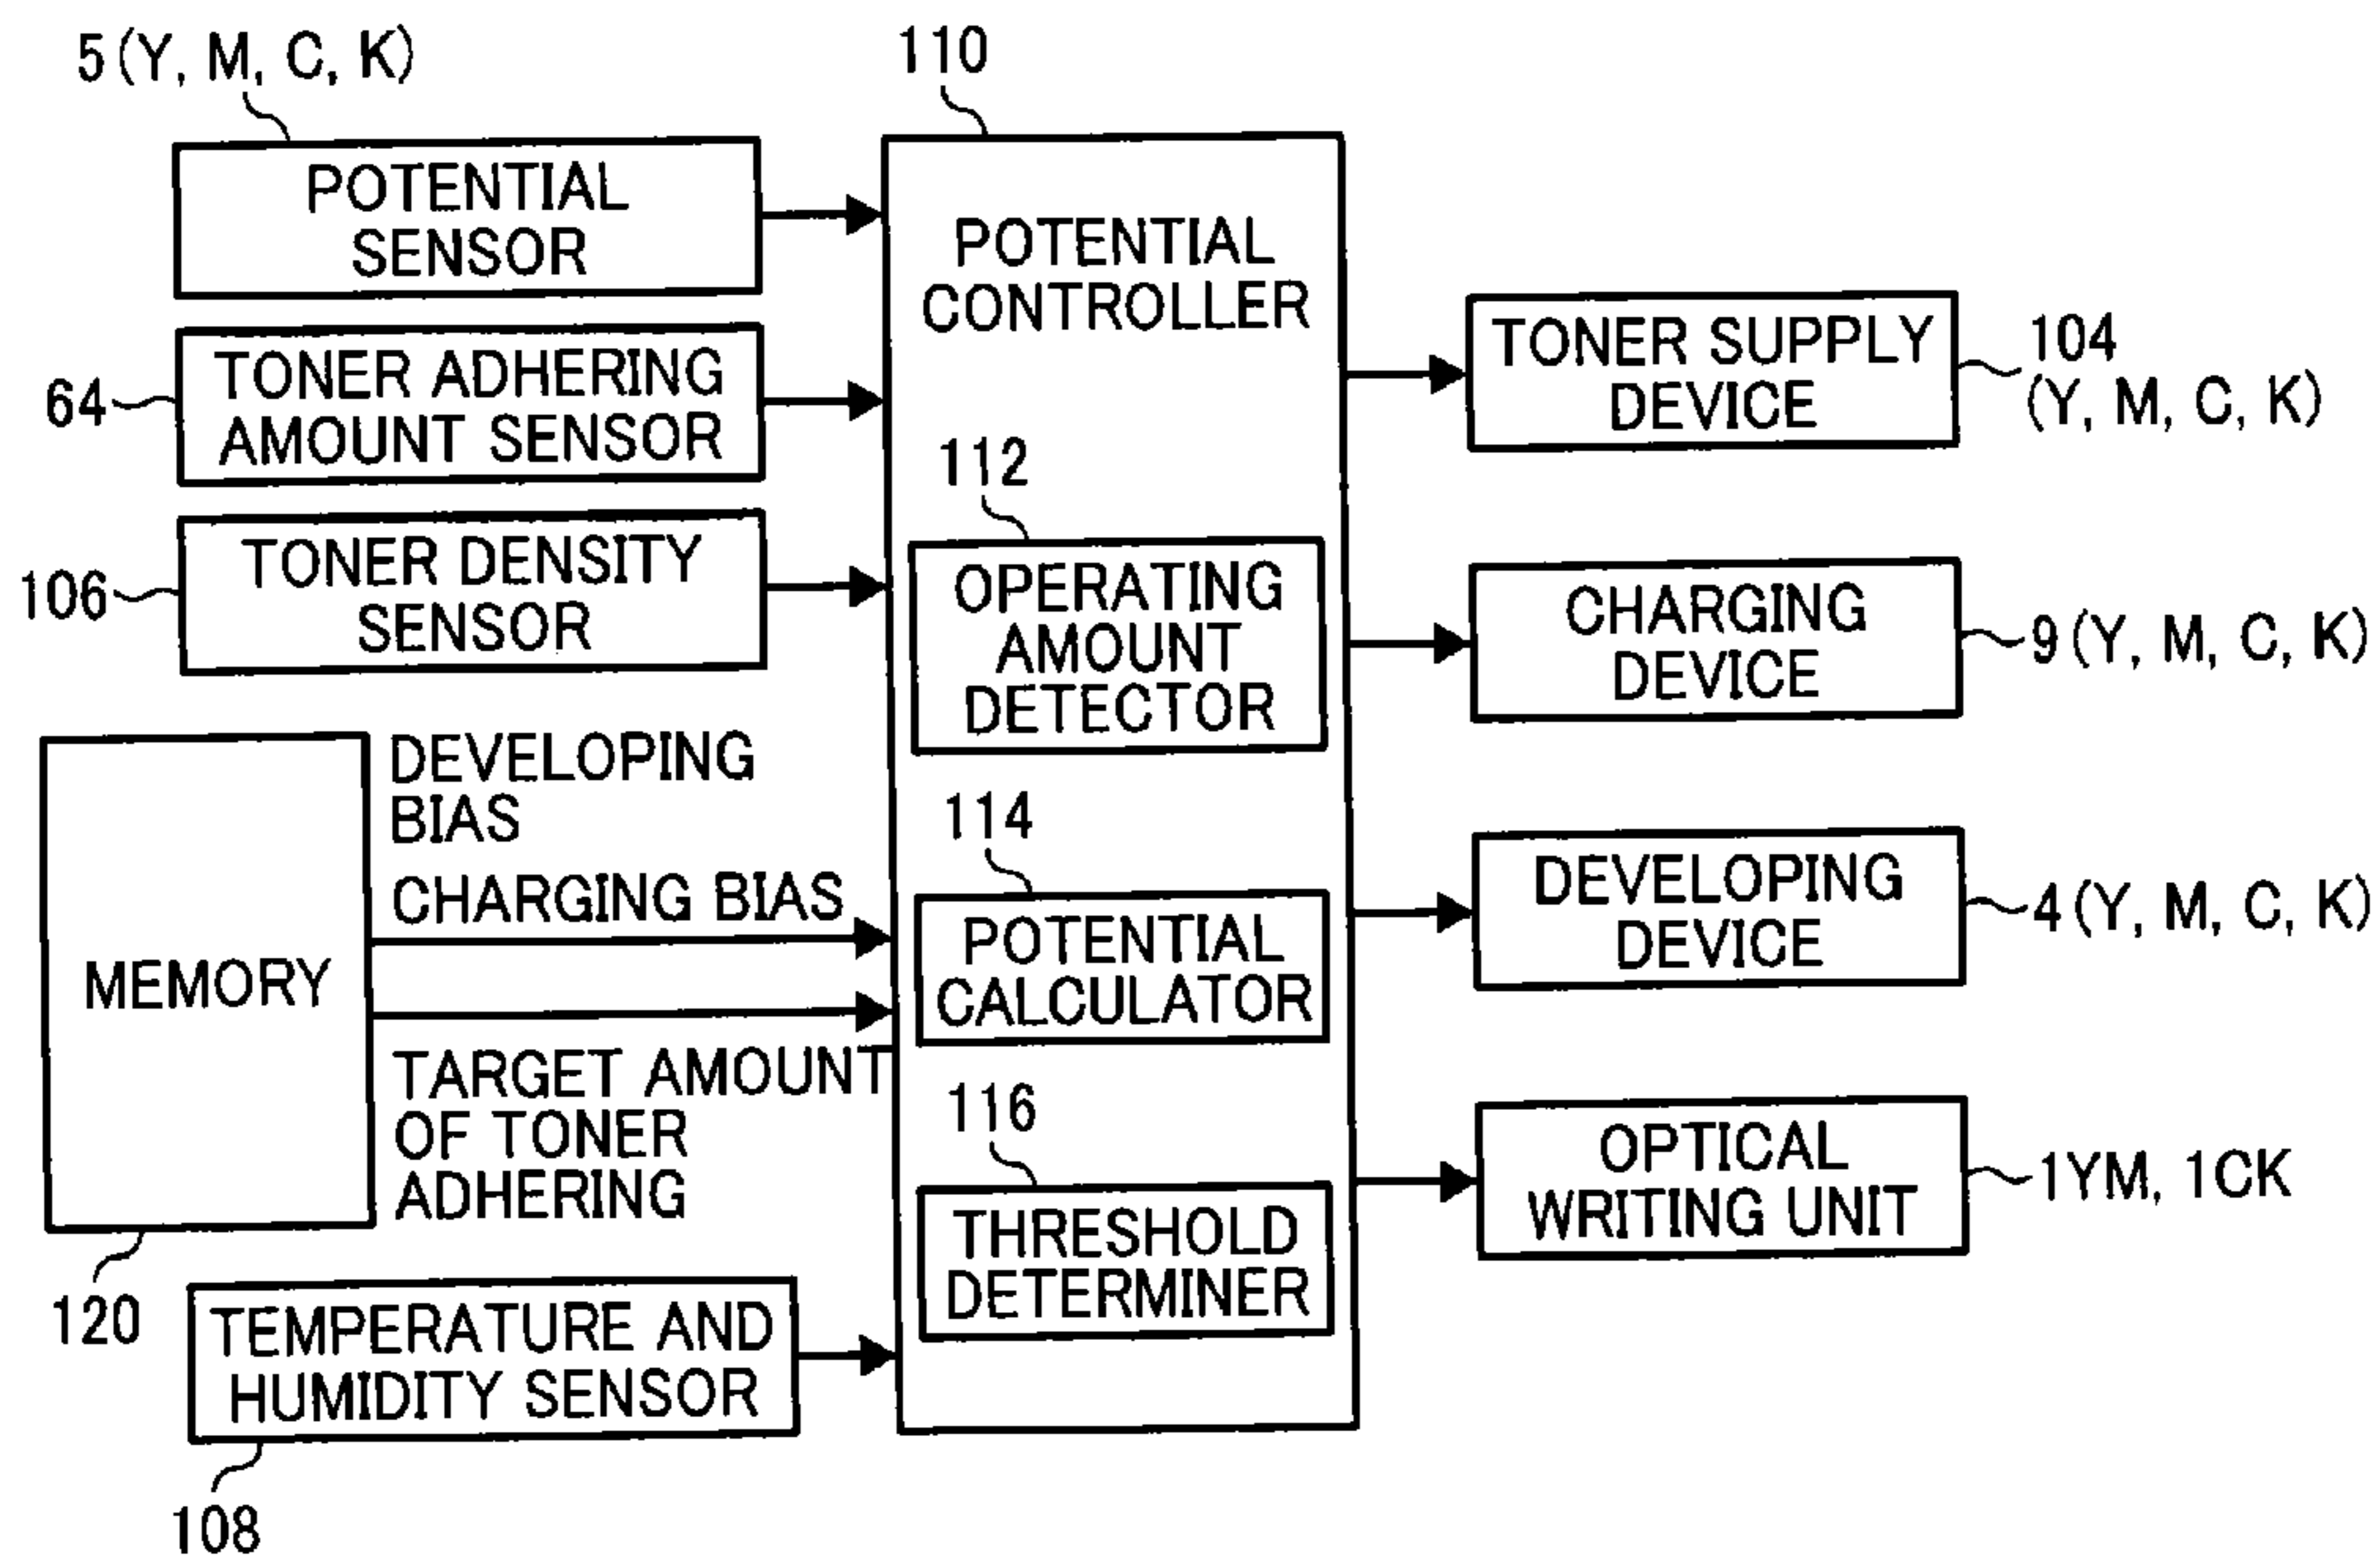 5 (Y, M, C, K)
POTENTIAL
SENSOR
64
TONER ADHERING
AMOUNT SENSOR
106
TONER DENSITY
SENSOR
MEMORY
120
DEVELOPING
BIAS
CHARGING BIAS
TARGET AMOUNT
OF TONER
ADHERING
TEMPERATURE AND
HUMIDITY SENSOR
108
110
POTENTIAL
CONTROLLER
112
OPERATING
AMOUNT
DETECTOR
114
POTENTIAL
CALCULATOR
116
THRESHOLD
DETERMINER
TONER SUPPLY
DEVICE
104
(Y, M, C, K)
CHARGING
DEVICE
9 (Y, M, C, K)
DEVELOPING
DEVICE
4 (Y, M, C, K)
OPTICAL
WRITING UNIT
1YM, 1CK